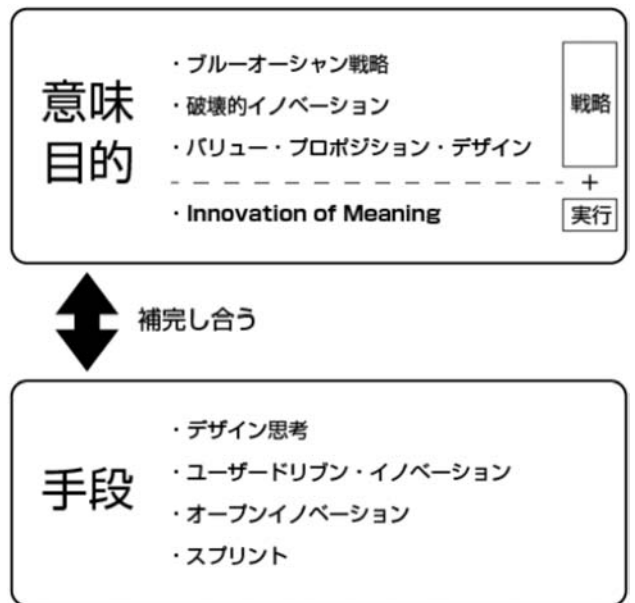 意味
目的
・ブルーオーシャン戦略
・破壊的イノベーション
・バリュー・プロポジション・デザイン
戦略
+
・Innovation of Meaning
実行
補完し合う
手段
・デザイン思考
・ユーザードリブン・イノベーション
・オープンイノベーション
・スプリント